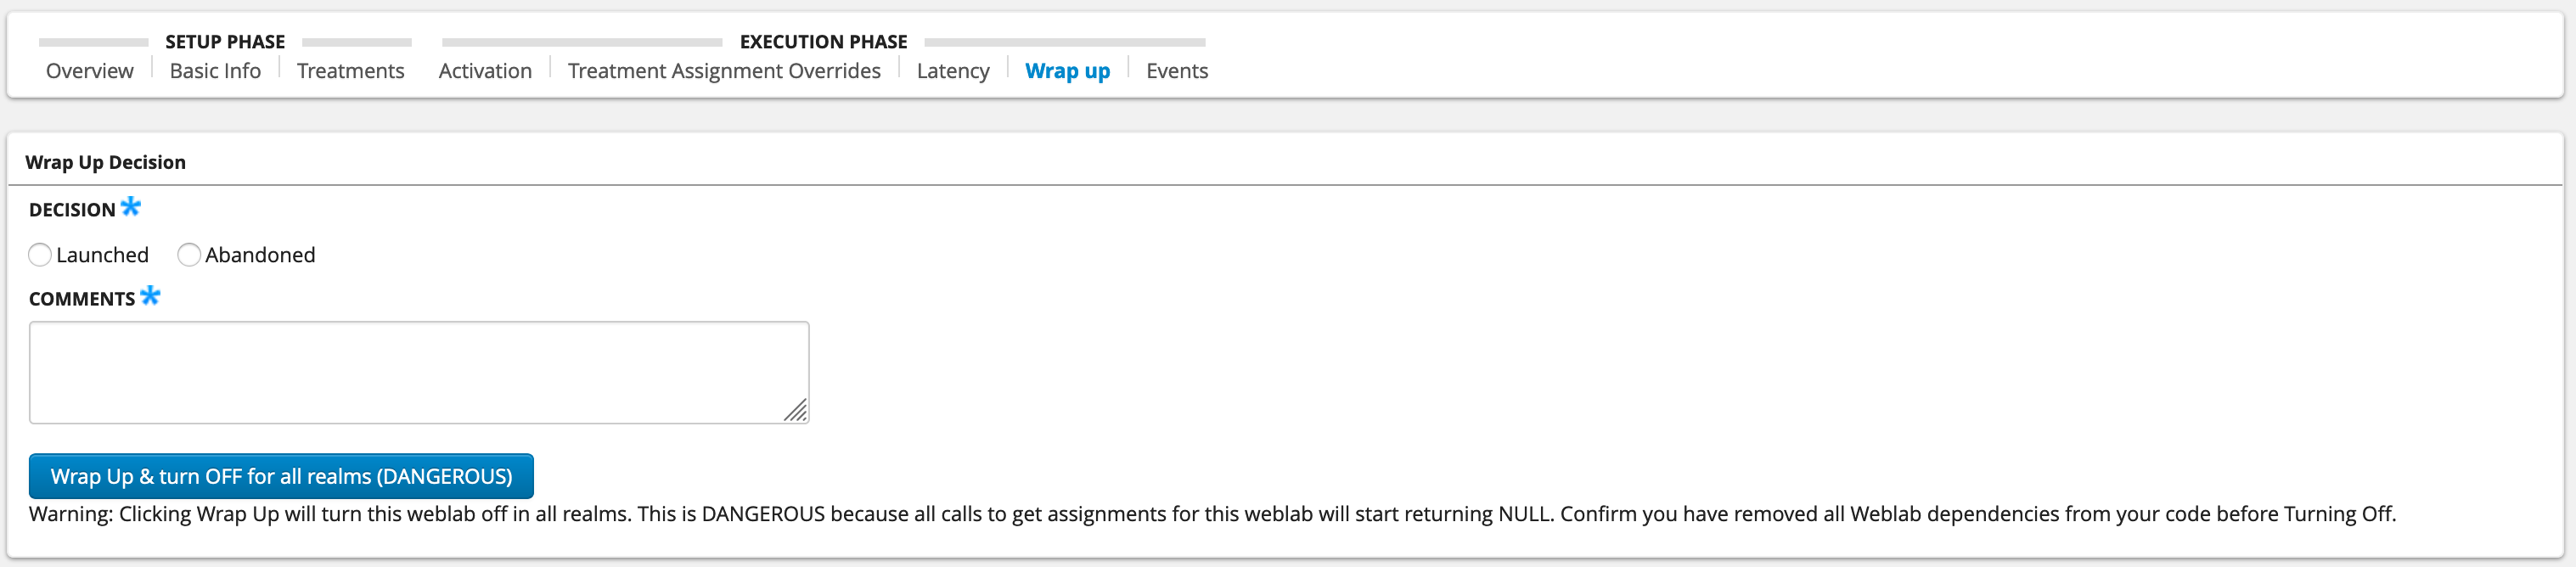 SETUP PHASE EXECUTION PHASE
Overview Basic Info Treatments Activation Treatment Assignment Overrides Latency Wrap up Events
Wrap Up Decision
DECISION *
Launched Abandoned
COMMENTS *
Wrap Up & turn OFF for all realms (DANGEROUS)
Warning: Clicking Wrap Up will turn this weblab off in all realms. This is DANGEROUS because all calls to get assignments for this weblab will start returning NULL. Confirm you have removed all Weblab dependencies from your code before Turning Off.